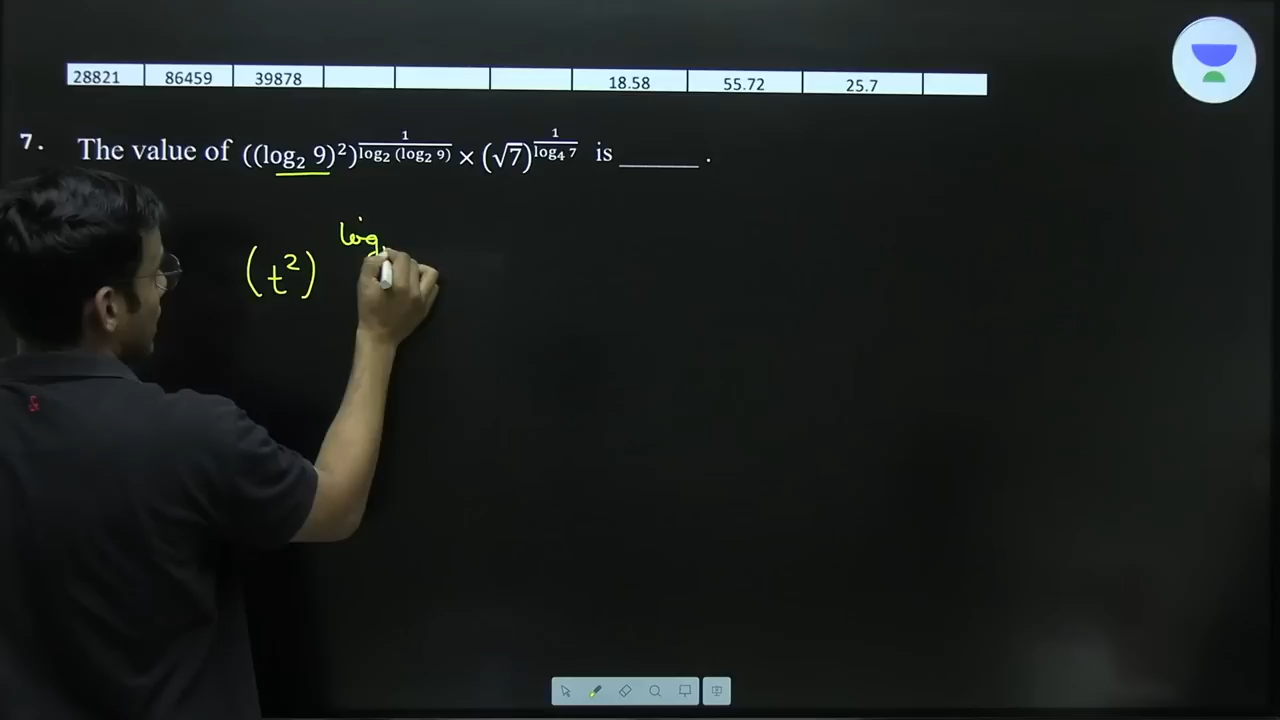 28821 86459 39878 18.58 55.72 25.7
7. The value of ((log₂ 9)²)^(1/(log₂ (log₂ 9))) × (√7)^(1/(log₄ 7)) is ______ .
(t²) log